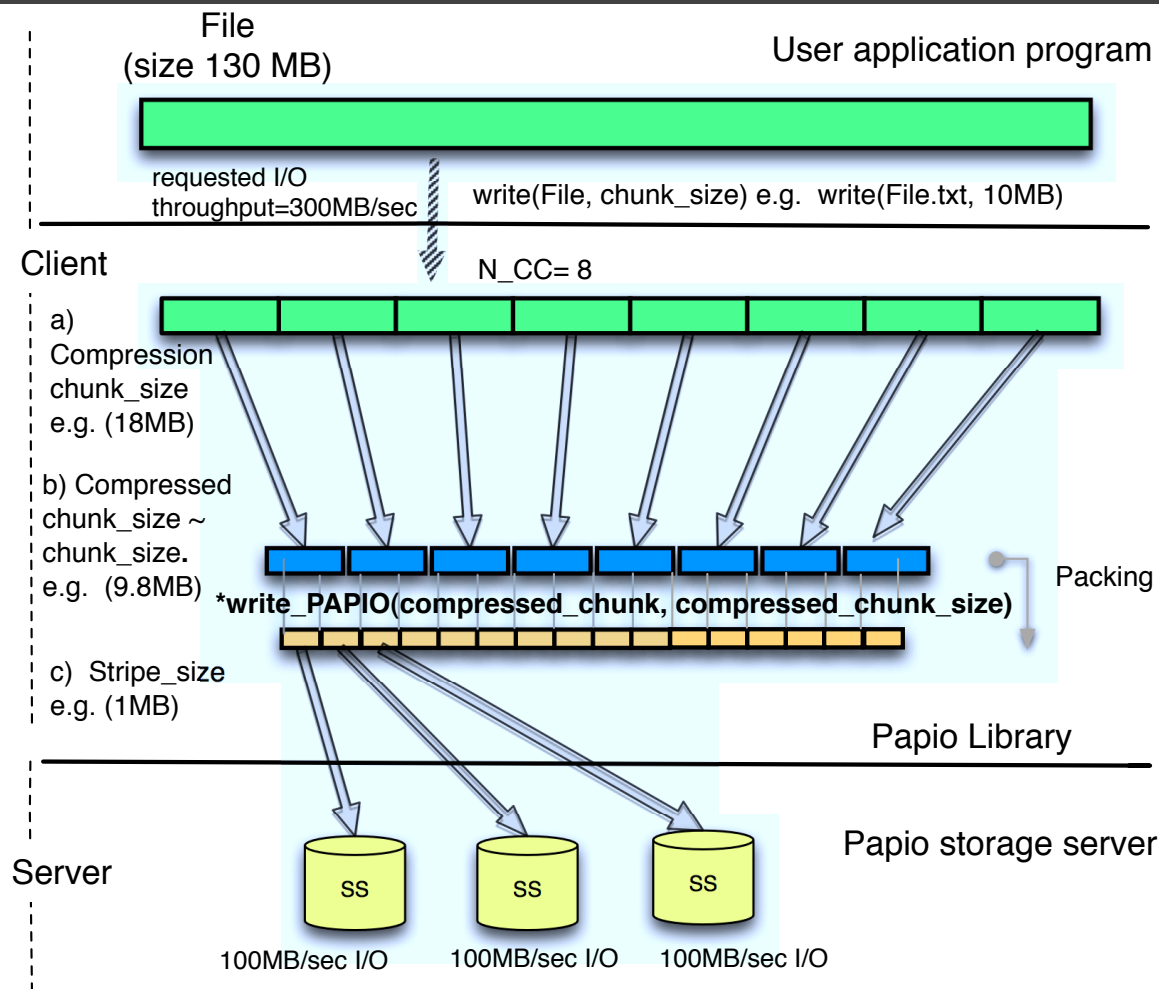 File
(size 130 MB)
User application program
requested I/O
throughput=300MB/sec
write(File, chunk_size) e.g. write(File.txt, 10MB)
Client
N_CC= 8
a)
Compression
chunk_size
e.g. (18MB)
b) Compressed
chunk_size ~
chunk_size.
e.g. (9.8MB)
Packing
*write_PAPIO(compressed_chunk, compressed_chunk_size)
c) Stripe_size
e.g. (1MB)
Papio Library
Papio storage server
Server
SS
SS
SS
100MB/sec I/O
100MB/sec I/O
100MB/sec I/O